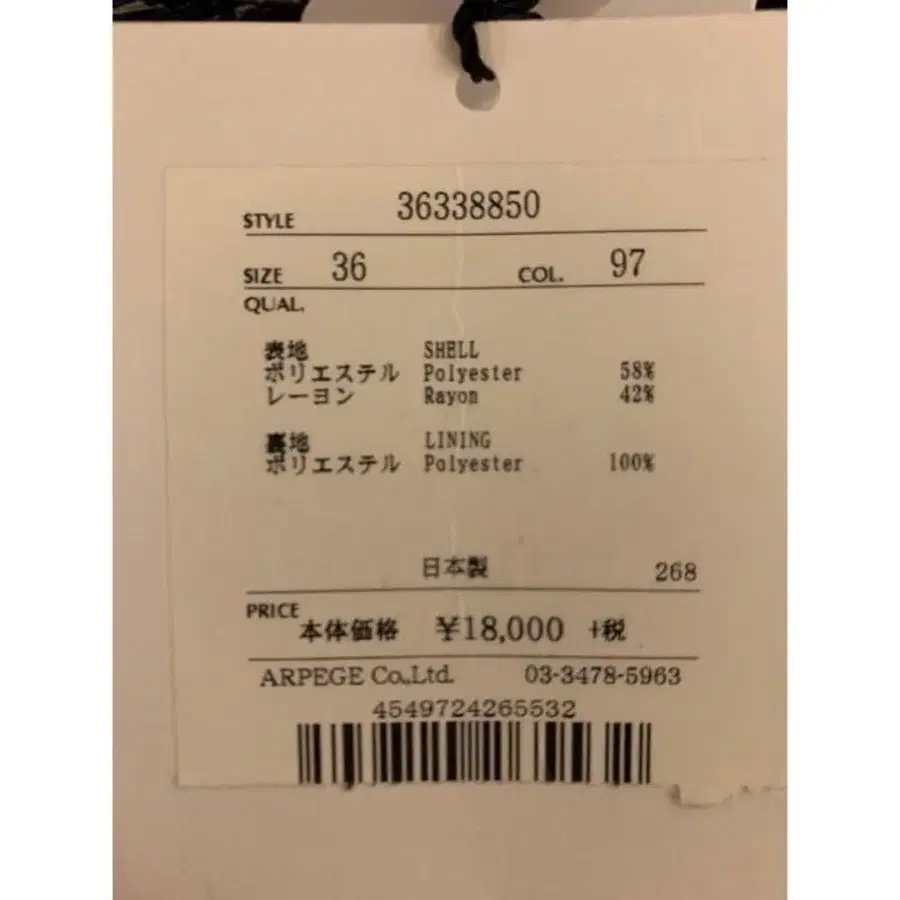 STYLE 36338850
SIZE 36 COL. 97
QUAL.
表地 SHELL
ポリエステル Polyester 58%
レーヨン Rayon 42%
裏地 LINING
ポリエステル Polyester 100%
日本製 268
PRICE 本体価格 ¥18,000 +税
ARPEGE Co.,Ltd. 03-3478-5963
4549724265532